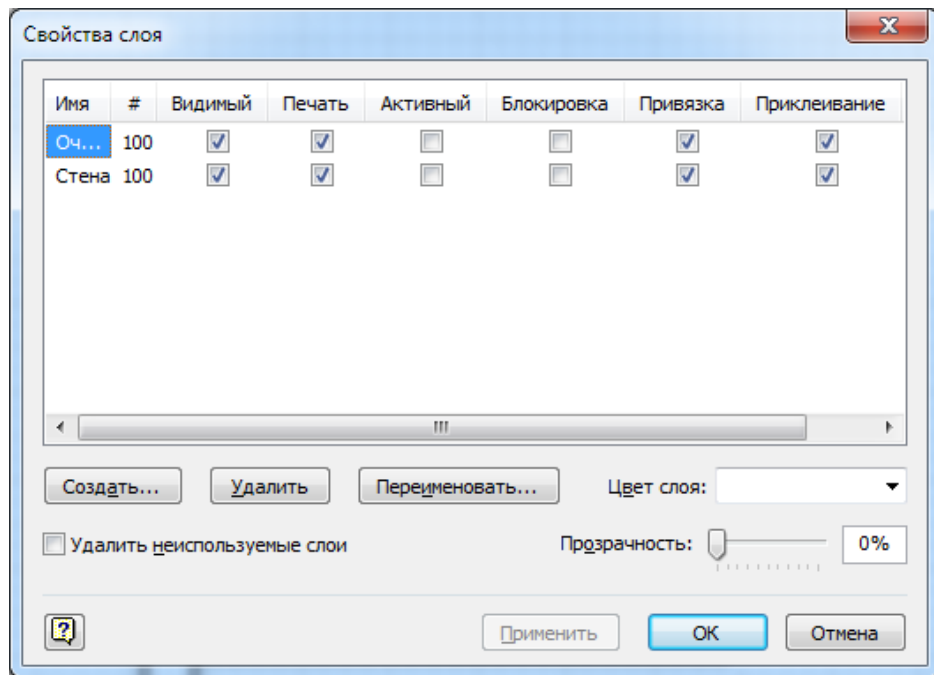 Свойства слоя
Имя # Видимый Печать Активный Блокировка Привязка Приклеивание
Оч... 100
Стена 100
Создать... Удалить Переименовать... Цвет слоя:
Удалить неиспользуемые слои Прозрачность: 0%
Применить ОК Отмена